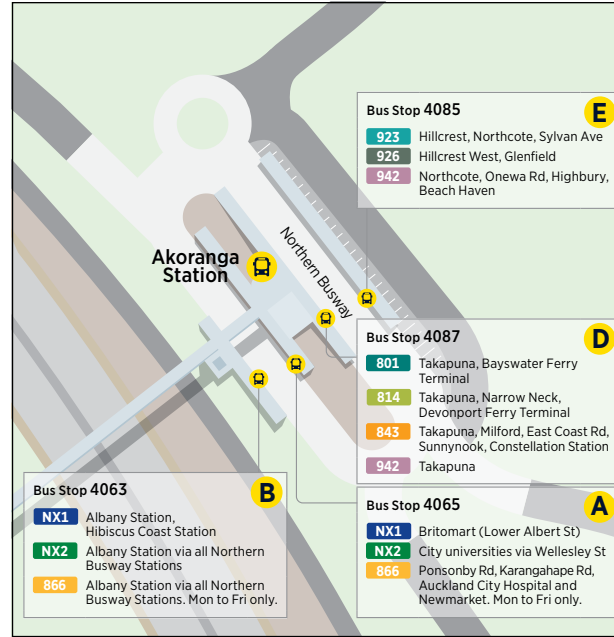 Bus Stop 4085
E
923 Hillcrest, Northcote, Sylvan Ave
926 Hillcrest West, Glenfield
942 Northcote, Onewa Rd, Highbury,
Beach Haven
Akoranga
Station
Northern Busway
Bus Stop 4087
D
801 Takapuna, Bayswater Ferry
Terminal
814 Takapuna, Narrow Neck,
Devonport Ferry Terminal
843 Takapuna, Milford, East Coast Rd,
Sunnynook, Constellation Station
942 Takapuna
Bus Stop 4063
B
NX1 Albany Station,
Hibiscus Coast Station
NX2 Albany Station via all Northern
Busway Stations
866 Albany Station via all Northern
Busway Stations. Mon to Fri only.
Bus Stop 4065
A
NX1 Britomart (Lower Albert St)
NX2 City universities via Wellesley St
866 Ponsonby Rd, Karangahape Rd,
Auckland City Hospital and
Newmarket. Mon to Fri only.